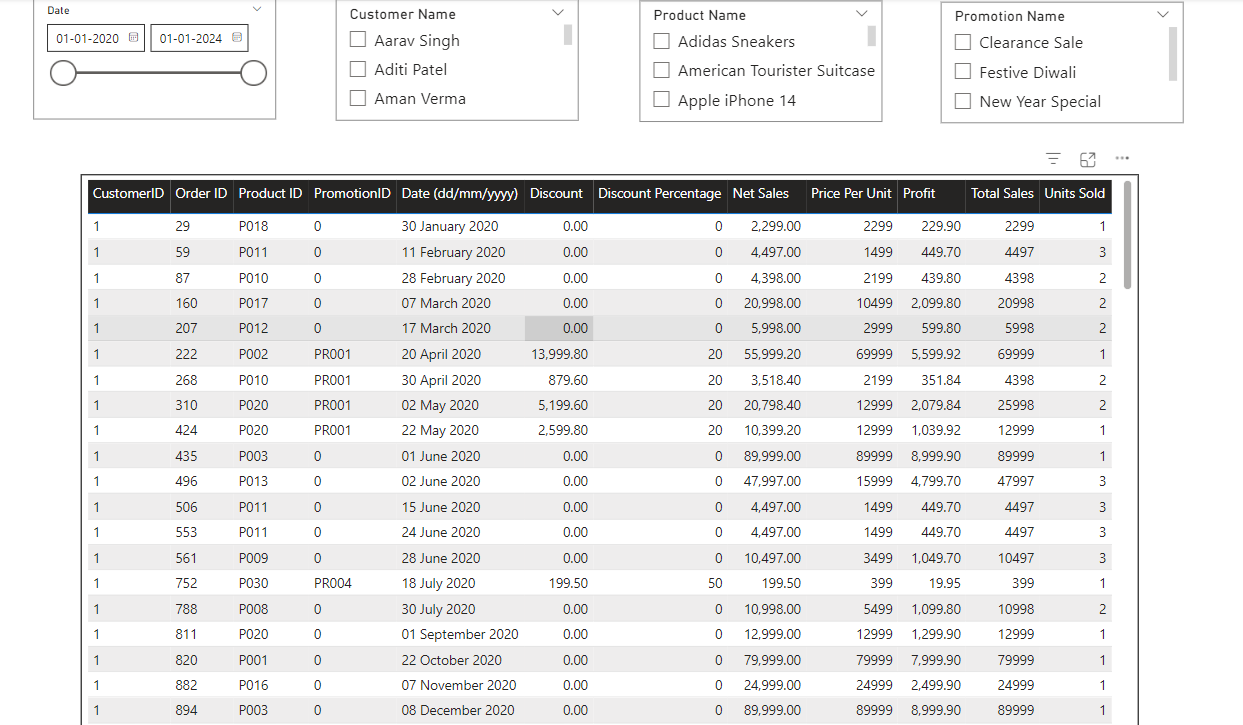 Date
01-01-2020 01-01-2024
Customer Name
Aarav Singh
Aditi Patel
Aman Verma
Product Name
Adidas Sneakers
American Tourister Suitcase
Apple iPhone 14
Promotion Name
Clearance Sale
Festive Diwali
New Year Special
CustomerID Order ID Product ID PromotionID Date (dd/mm/yyyy) Discount Discount Percentage Net Sales Price Per Unit Profit Total Sales Units Sold
1 29 P018 0 30 January 2020 0.00 0 2,299.00 2299 229.90 2299 1
1 59 P011 0 11 February 2020 0.00 0 4,497.00 1499 449.70 4497 3
1 87 P010 0 28 February 2020 0.00 0 4,398.00 2199 439.80 4398 2
1 160 P017 0 07 March 2020 0.00 0 20,998.00 10499 2,099.80 20998 2
1 207 P012 0 17 March 2020 0.00 0 5,998.00 2999 599.80 5998 2
1 222 P002 PR001 20 April 2020 13,999.80 20 55,999.20 69999 5,599.92 69999 1
1 268 P010 PR001 30 April 2020 879.60 20 3,518.40 2199 351.84 4398 2
1 310 P020 PR001 02 May 2020 5,199.60 20 20,798.40 12999 2,079.84 25998 2
1 424 P020 PR001 22 May 2020 2,599.80 20 10,399.20 12999 1,039.92 12999 1
1 435 P003 0 01 June 2020 0.00 0 89,999.00 89999 8,999.90 89999 1
1 496 P013 0 02 June 2020 0.00 0 47,997.00 15999 4,799.70 47997 3
1 506 P011 0 15 June 2020 0.00 0 4,497.00 1499 449.70 4497 3
1 553 P011 0 24 June 2020 0.00 0 4,497.00 1499 449.70 4497 3
1 561 P009 0 28 June 2020 0.00 0 10,497.00 3499 1,049.70 10497 3
1 752 P030 PR004 18 July 2020 199.50 50 199.50 399 19.95 399 1
1 788 P008 0 30 July 2020 0.00 0 10,998.00 5499 1,099.80 10998 2
1 811 P020 0 01 September 2020 0.00 0 12,999.00 12999 1,299.90 12999 1
1 820 P001 0 22 October 2020 0.00 0 79,999.00 79999 7,999.90 79999 1
1 882 P016 0 07 November 2020 0.00 0 24,999.00 24999 2,499.90 24999 1
1 894 P003 0 08 December 2020 0.00 0 89,999.00 89999 8,999.90 89999 1